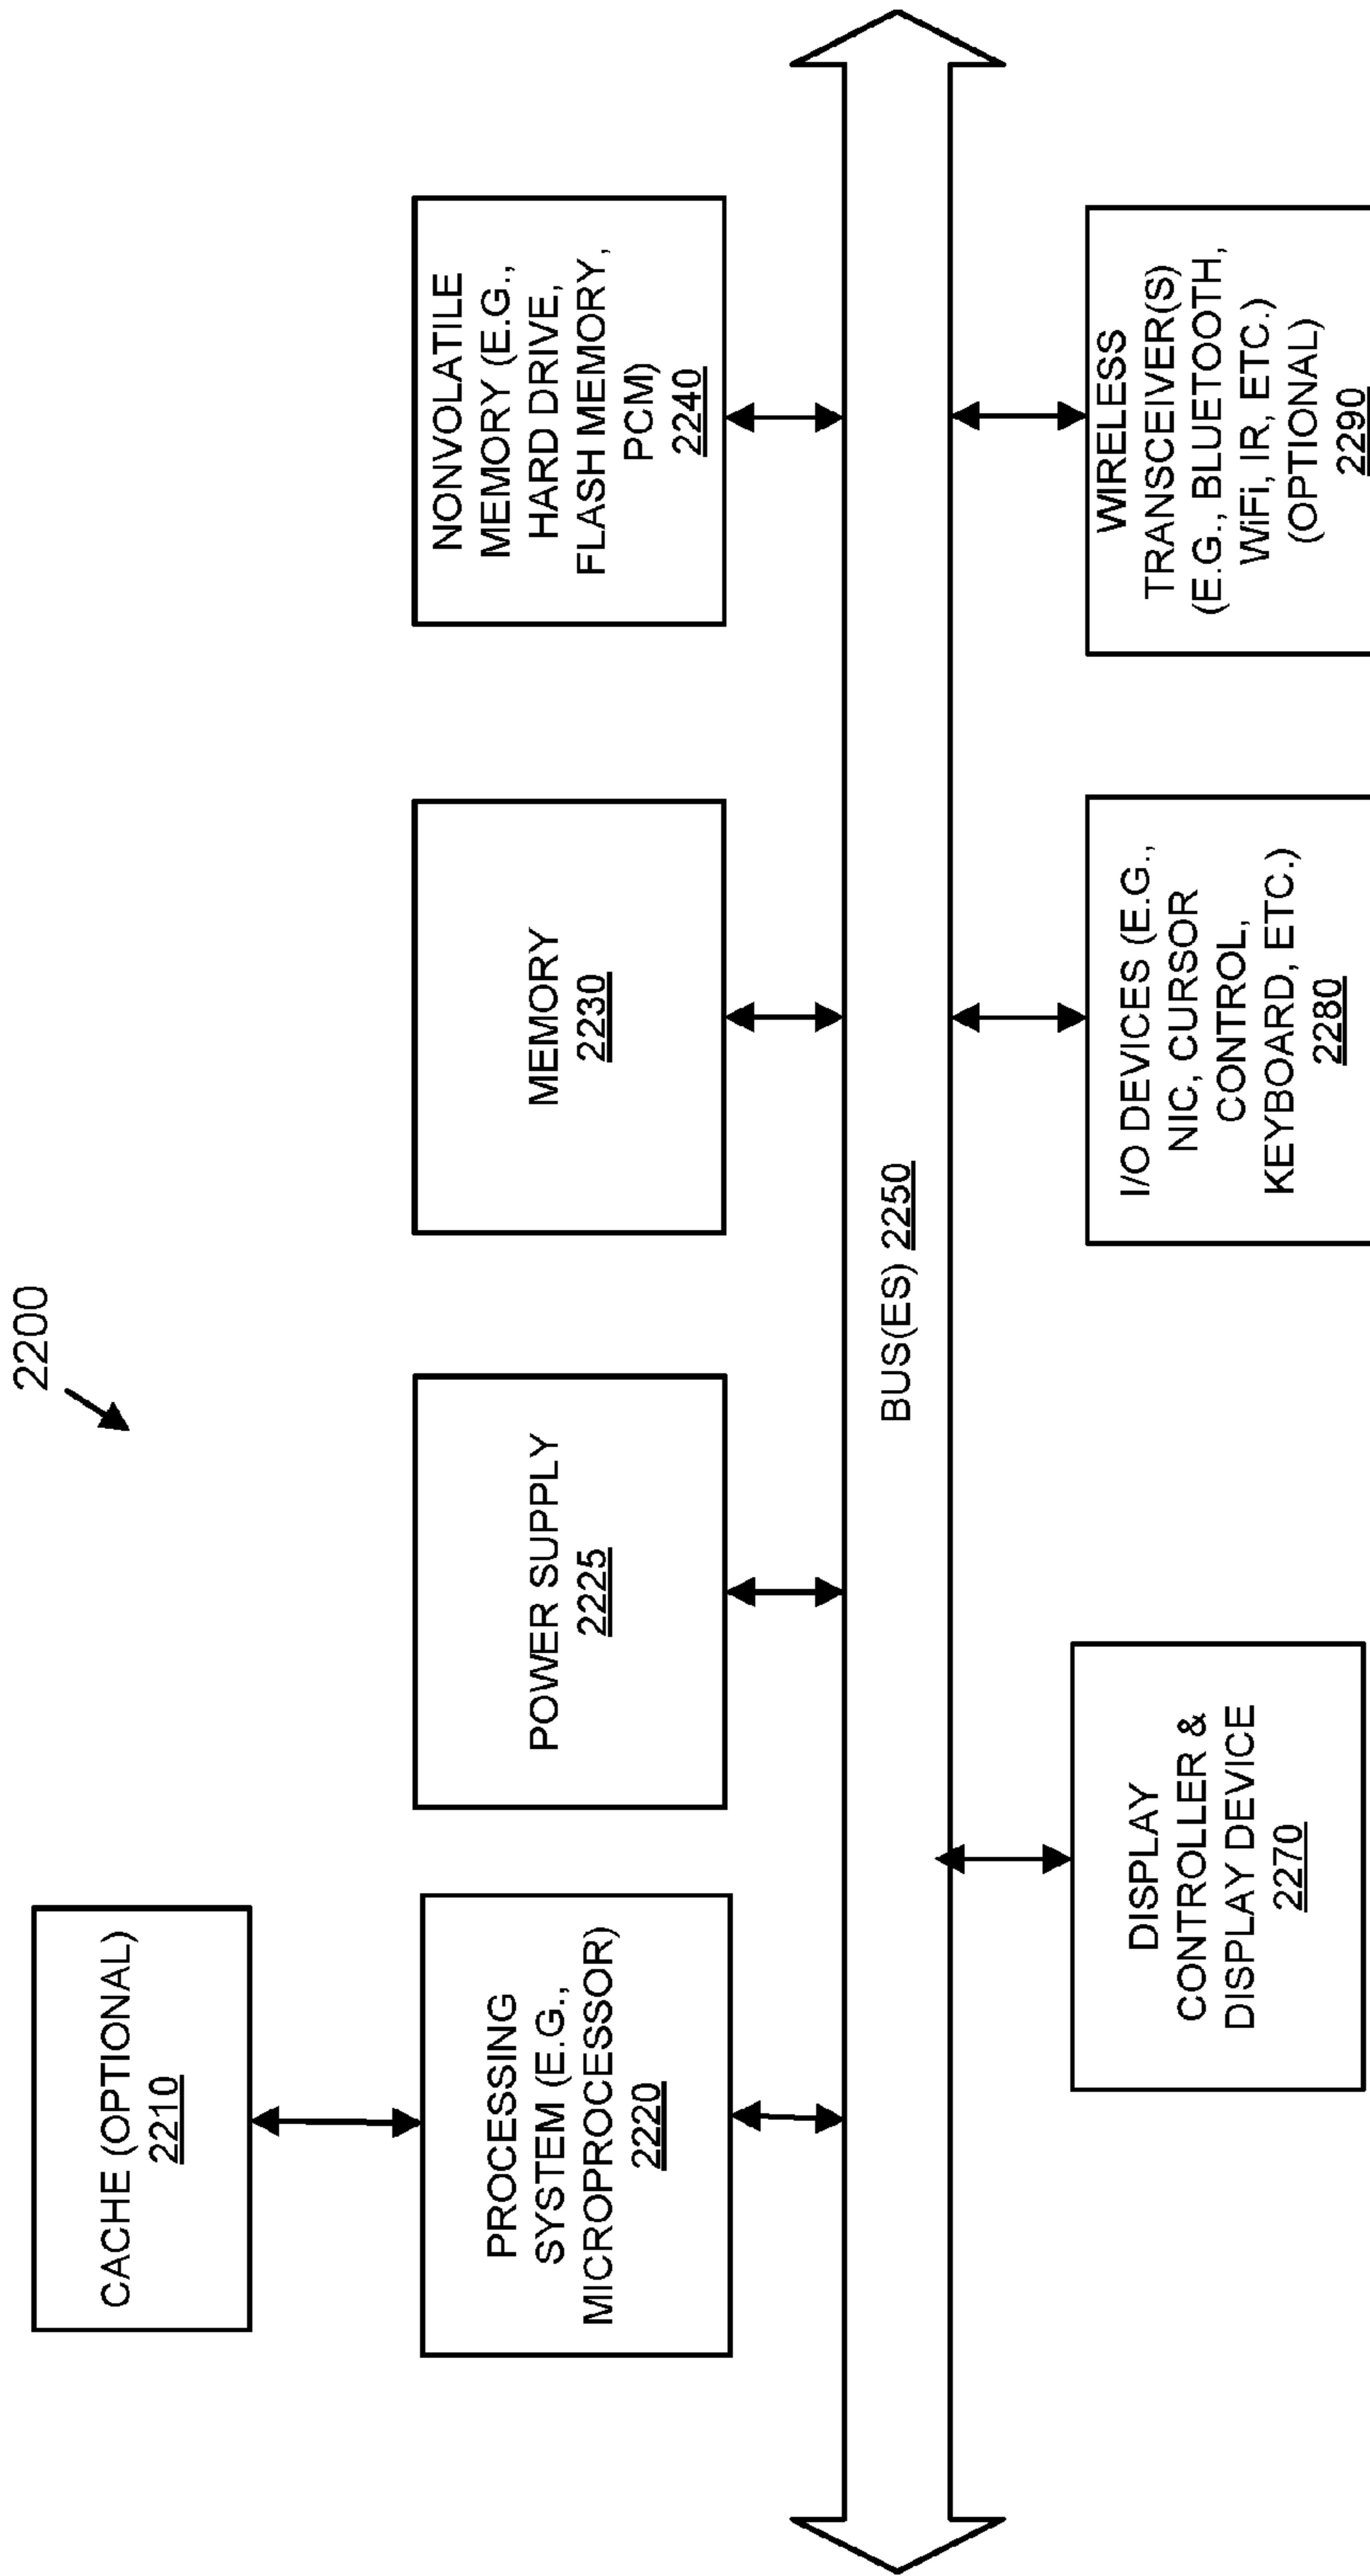 2200
CACHE (OPTIONAL)
2210
PROCESSING
SYSTEM (E.G.,
MICROPROCESSOR)
2220
POWER SUPPLY
2225
MEMORY
2230
NONVOLATILE
MEMORY (E.G.,
HARD DRIVE,
FLASH MEMORY,
PCM)
2240
BUS(ES) 2250
DISPLAY
CONTROLLER &
DISPLAY DEVICE
2270
I/O DEVICES (E.G.,
NIC, CURSOR
CONTROL,
KEYBOARD, ETC.)
2280
WIRELESS
TRANSCEIVER(S)
(E.G., BLUETOOTH,
WiFi, IR, ETC.)
(OPTIONAL)
2290